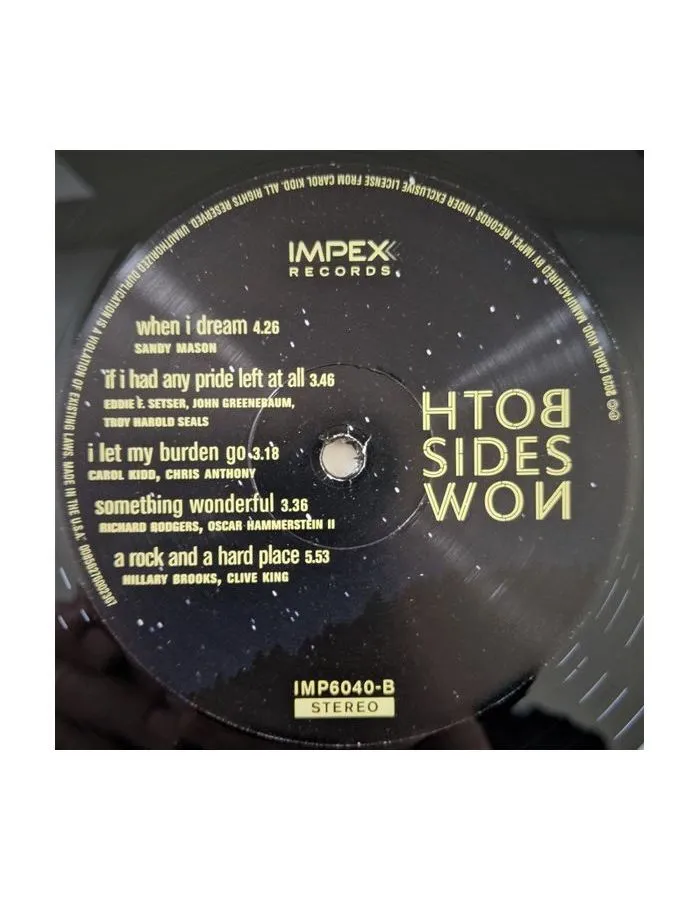 IMPEX
RECORDS
when i dream 4.26
SANDY MASON
if i had any pride left at all 3.46
EDDIE E. SETSER, JOHN GREENEBAUM,
TROY HAROLD SEALS
i let my burden go 3.18
CAROL KIDD, CHRIS ANTHONY
something wonderful 3.36
RICHARD RODGERS, OSCAR HAMMERSTEIN II
a rock and a hard place 5.53
HILLARY BROOKS, CLIVE KING
HTOB
SIDES
WON
IMP6040-B
STEREO
℗© 2020 CAROL KIDD. MANUFACTURED BY IMPEX RECORDS UNDER EXCLUSIVE LICENSE FROM CAROL KIDD. ALL RIGHTS RESERVED. UNAUTHORIZED DUPLICATION IS A VIOLATION OF EXISTING LAWS. MADE IN THE U.S.A.